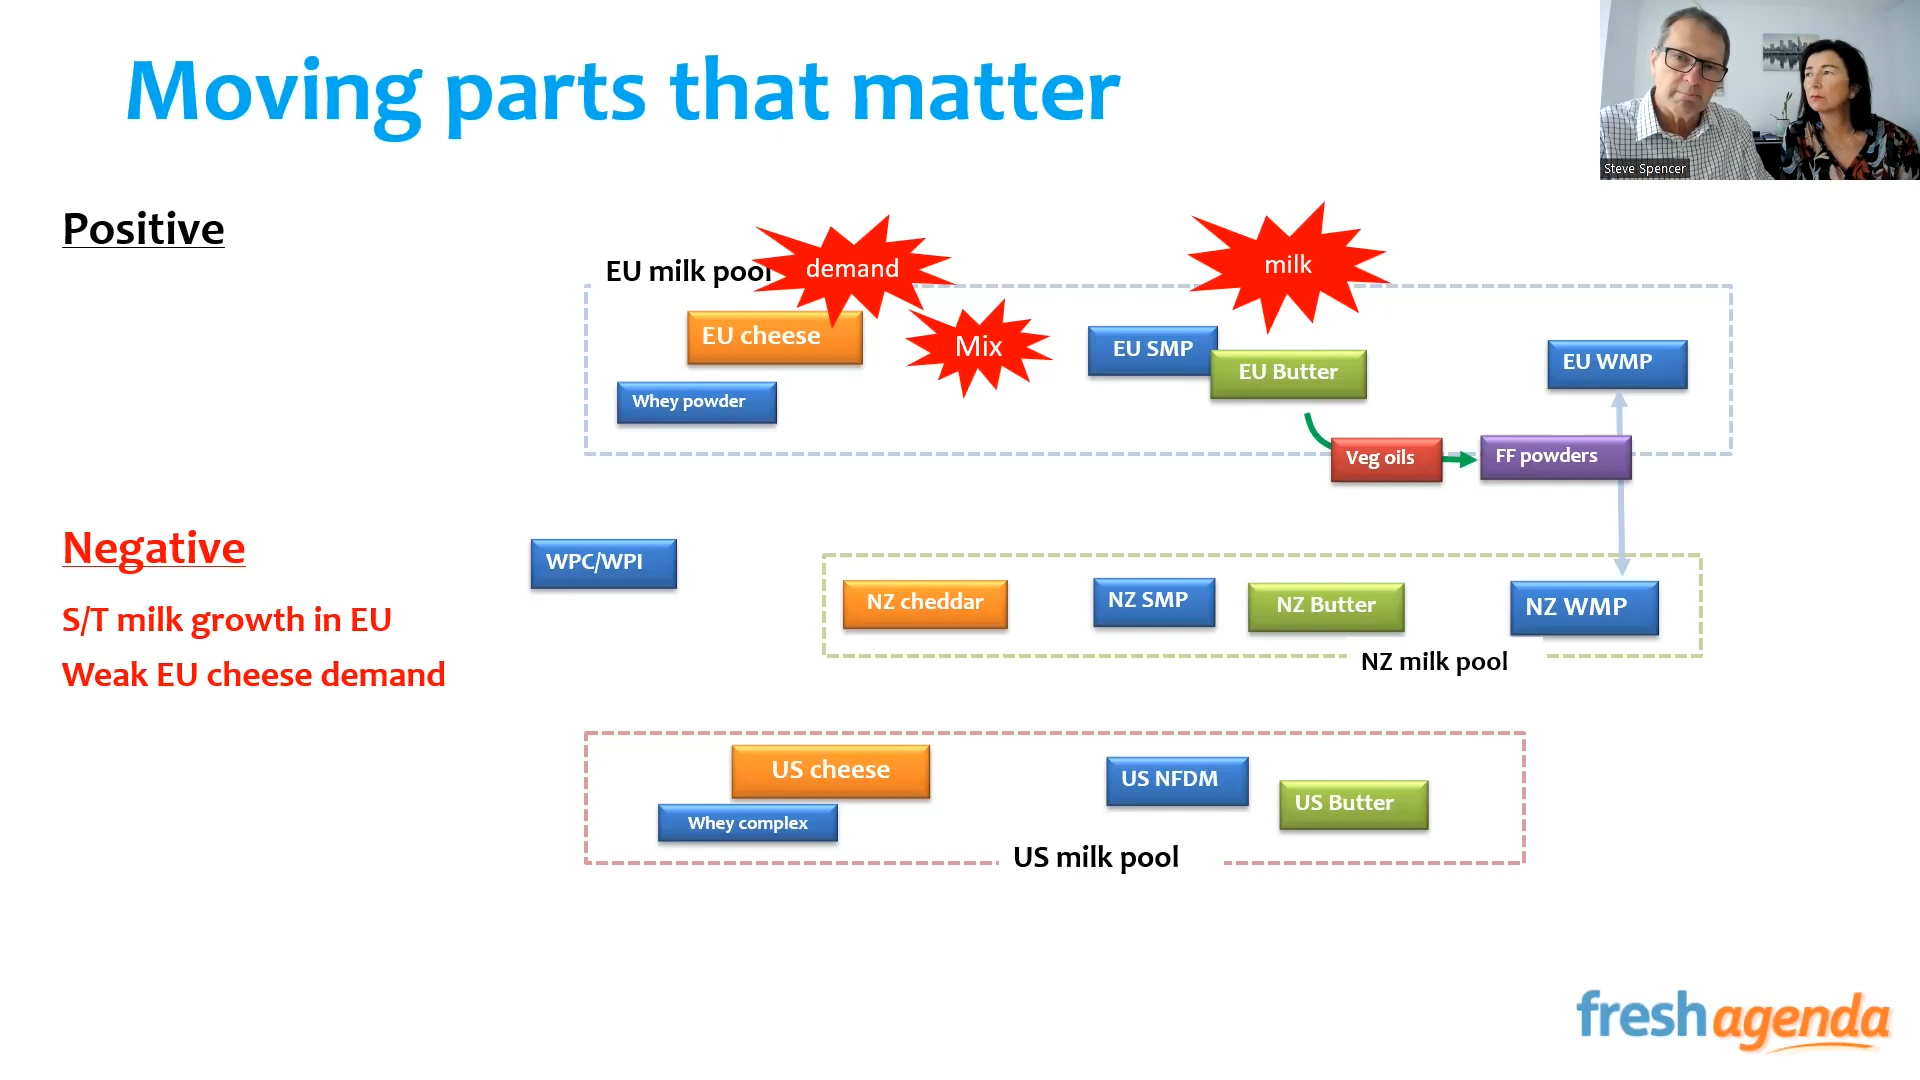 Moving parts that matter
Steve Spencer
Positive
EU milk pool
demand
milk
EU cheese
Mix
EU SMP
EU Butter
EU WMP
Whey powder
Veg oils
FF powders
Negative
S/T milk growth in EU
Weak EU cheese demand
WPC/WPI
NZ cheddar
NZ SMP
NZ Butter
NZ WMP
NZ milk pool
US cheese
Whey complex
US NFDM
US Butter
US milk pool
fresh agenda